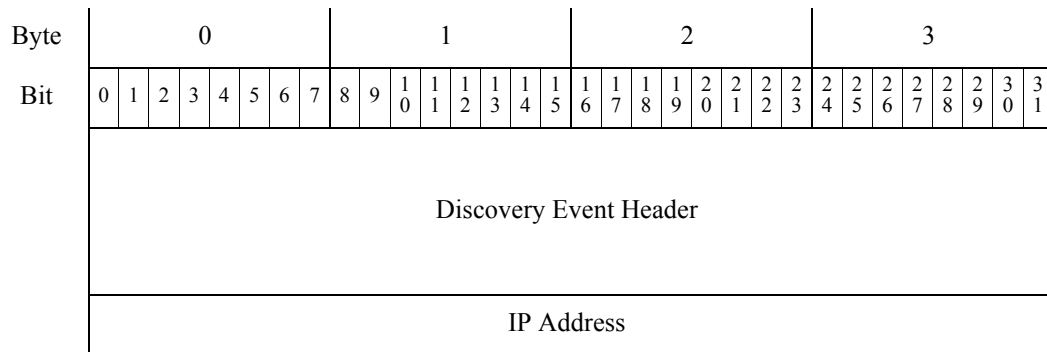 Byte 0 1 2 3
Bit 0 1 2 3 4 5 6 7 8 9 10 11 12 13 14 15 16 17 18 19 20 21 22 23 24 25 26 27 28 29 30 31
Discovery Event Header
IP Address